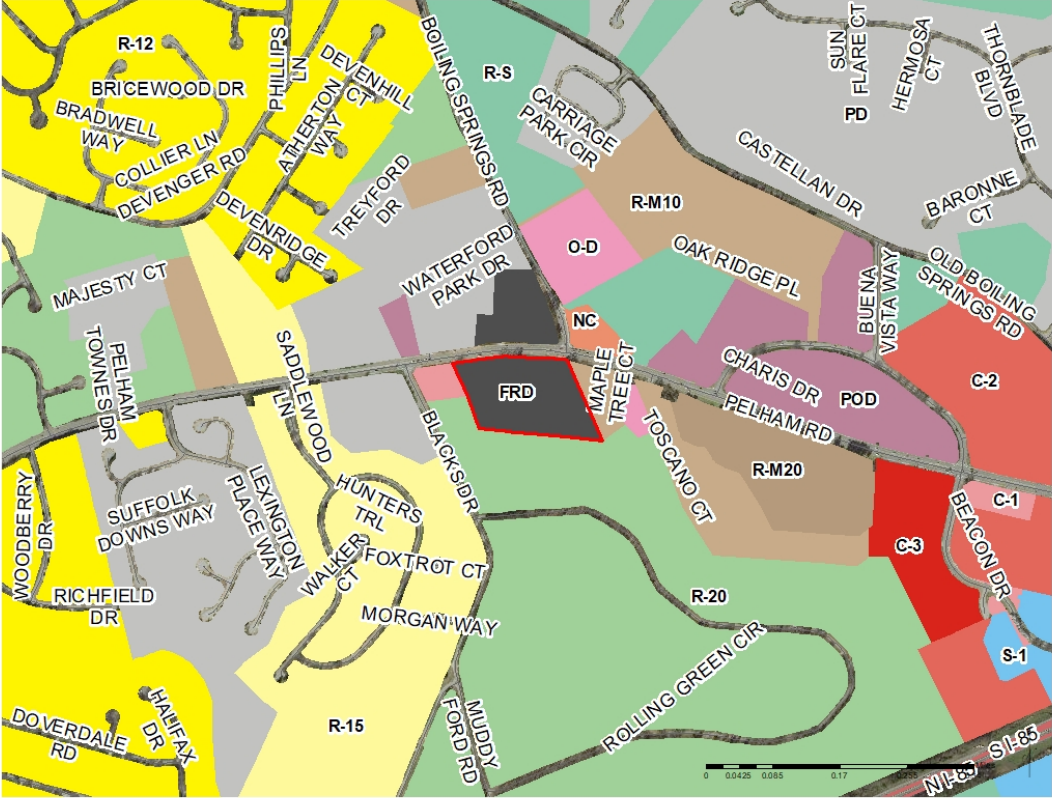 R-12
PHILLIPS
LN
BOILING SPRINGS RD
R-S
SUN
FLARE CT
HERMOSA
CT
THORNBLADE
BLVD
PD
DEVENHILL
CT
BRICEWOOD DR
BRADWELL
WAY
ATHERTON
WAY
CARRIAGE
PARK CIR
COLLIER LN
DEVENGER RD
CASTELLAN DR
TREYFORD
DR
BARONNE
CT
R-M10
DEVENRIDGE
DR
O-D
WATERFORD
PARK DR
OAK RIDGE PL
BUENA
VISTA WAY
OLD BOILING
SPRINGS RD
MAJESTY CT
NC
PELHAM
TOWNES DR
SADDLEWOOD
LN
MAPLE
TREE CT
CHARIS DR
C-2
FRD
POD
PELHAM RD
BLACKS DR
TOSCANO CT
R-M20
WOODBERRY
DR
SUFFOLK
DOWNS WAY
LEXINGTON
PLACE WAY
HUNTERS
TRL
C-1
BEACON DR
C-3
WALKER
CT
FOXTROT CT
RICHFIELD
DR
R-20
MORGAN WAY
S-1
ROLLING GREEN CIR
HALIFAX
DR
DOVERDALE
RD
R-15
MUDDY
FORD RD
S I-85
N I-85
0 0.0425 0.085 0.17 0.255